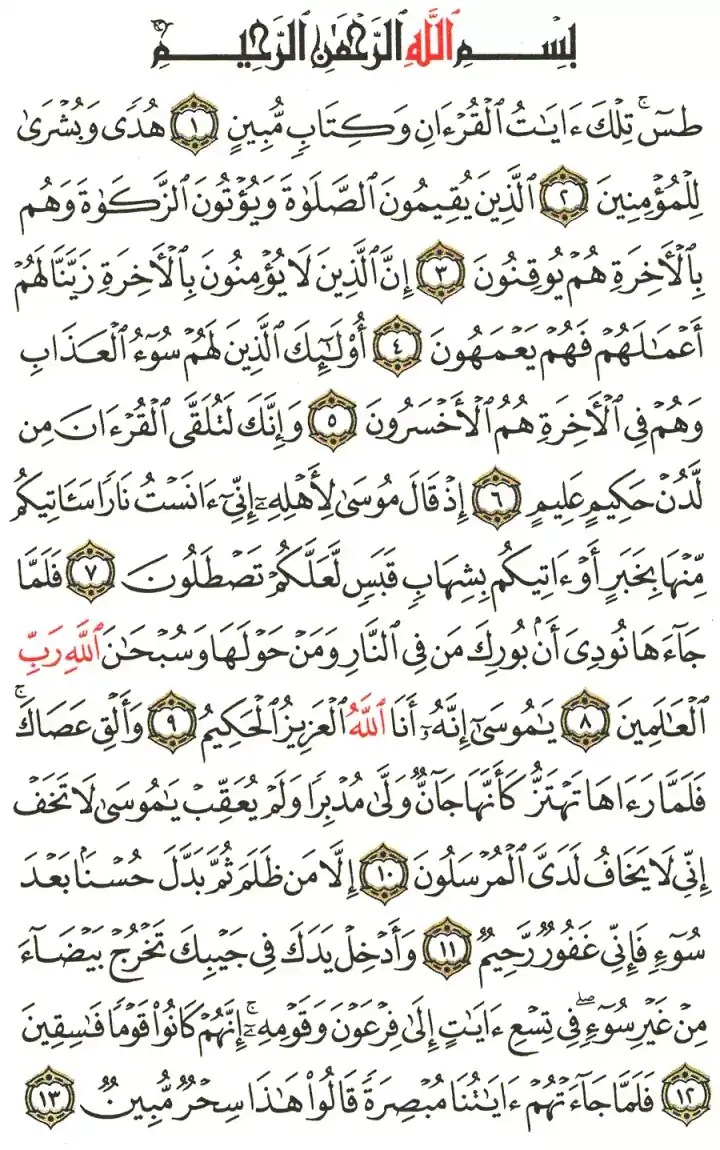 بِسْمِ ٱللَّهِ ٱلرَّحْمَٰنِ ٱلرَّحِيمِ
طسٓ ۚ تِلْكَ ءَايَٰتُ ٱلْقُرْءَانِ وَكِتَابٍ مُّبِينٍ ١ هُدًى وَبُشْرَىٰ
لِلْمُؤْمِنِينَ ٢ ٱلَّذِينَ يُقِيمُونَ ٱلصَّلَوٰةَ وَيُؤْتُونَ ٱلزَّكَوٰةَ وَهُم
بِٱلْأَخِرَةِ هُمْ يُوقِنُونَ ٣ إِنَّ ٱلَّذِينَ لَا يُؤْمِنُونَ بِٱلْأَخِرَةِ زَيَّنَّا لَهُمْ
أَعْمَٰلَهُمْ فَهُمْ يَعْمَهُونَ ٤ أُو۟لَٰٓئِكَ ٱلَّذِينَ لَهُمْ سُوٓءُ ٱلْعَذَابِ
وَهُمْ فِى ٱلْأَخِرَةِ هُمُ ٱلْأَخْسَرُونَ ٥ وَإِنَّكَ لَتُلَقَّى ٱلْقُرْءَانَ مِن
لَّدُنْ حَكِيمٍ عَلِيمٍ ٦ إِذْ قَالَ مُوسَىٰ لِأَهْلِهِۦٓ إِنِّىٓ ءَانَسْتُ نَارًا سَـَٔاتِيكُم
مِّنْهَا بِخَبَرٍ أَوْ ءَاتِيكُم بِشِهَابٍ قَبَسٍ لَّعَلَّكُمْ تَصْطَلُونَ ٧ فَلَمَّا
جَآءَهَا نُودِىَ أَنۢ بُورِكَ مَن فِى ٱلنَّارِ وَمَنْ حَوْلَهَا وَسُبْحَٰنَ ٱللَّهِ رَبِّ
ٱلْعَٰلَمِينَ ٨ يَٰمُوسَىٰٓ إِنَّهُۥٓ أَنَا ٱللَّهُ ٱلْعَزِيزُ ٱلْحَكِيمُ ٩ وَأَلْقِ عَصَاكَ ۚ
فَلَمَّا رَءَاهَا تَهْتَزُّ كَأَنَّهَا جَآنٌّ وَلَّىٰ مُدْبِرًا وَلَمْ يُعَقِّبْ ۚ يَٰمُوسَىٰ لَا تَخَفْ
إِنِّى لَا يَخَافُ لَدَىَّ ٱلْمُرْسَلُونَ ١٠ إِلَّا مَن ظَلَمَ ثُمَّ بَدَّلَ حُسْنًۢا بَعْدَ
سُوٓءٍ فَإِنِّى غَفُورٌ رَّحِيمٌ ١١ وَأَدْخِلْ يَدَكَ فِى جَيْبِكَ تَخْرُجْ بَيْضَآءَ
مِنْ غَيْرِ سُوٓءٍ ۖ فِى تِسْعِ ءَايَٰتٍ إِلَىٰ فِرْعَوْنَ وَقَوْمِهِۦٓ ۚ إِنَّهُمْ كَانُوا۟ قَوْمًا فَٰسِقِينَ
١٢ فَلَمَّا جَآءَتْهُمْ ءَايَٰتُنَا مُبْصِرَةً قَالُوا۟ هَٰذَا سِحْرٌ مُّبِينٌ ١٣